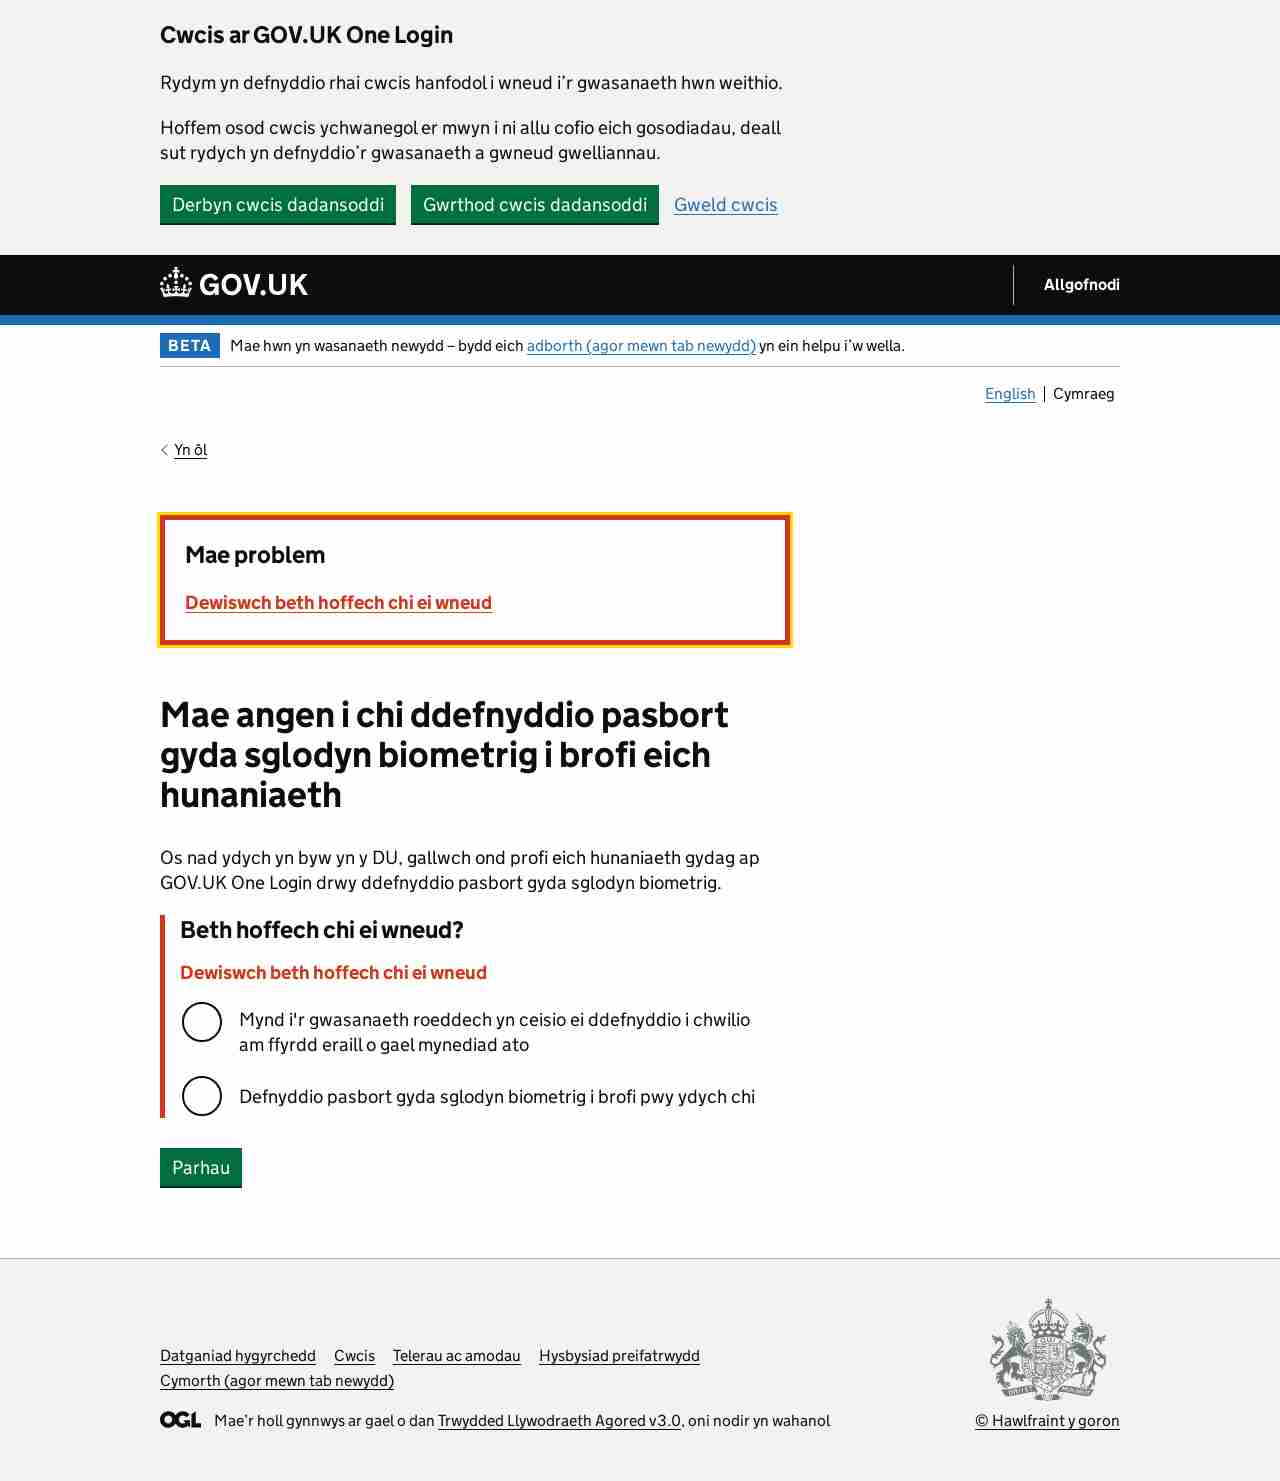 Cwcis ar GOV.UK One Login
Rydym yn defnyddio rhai cwcis hanfodol i wneud i’r gwasanaeth hwn weithio.
Hoffem osod cwcis ychwanegol er mwyn i ni allu cofio eich gosodiadau, deall
sut rydych yn defnyddio’r gwasanaeth a gwneud gwelliannau.
Derbyn cwcis dadansoddi Gwrthod cwcis dadansoddi Gweld cwcis
GOV.UK Allgofnodi
BETA Mae hwn yn wasanaeth newydd – bydd eich adborth (agor mewn tab newydd) yn ein helpu i’w wella.
English Cymraeg
Yn ôl
Mae problem
Dewiswch beth hoffech chi ei wneud
Mae angen i chi ddefnyddio pasbort
gyda sglodyn biometrig i brofi eich
hunaniaeth
Os nad ydych yn byw yn y DU, gallwch ond profi eich hunaniaeth gydag ap
GOV.UK One Login drwy ddefnyddio pasbort gyda sglodyn biometrig.
Beth hoffech chi ei wneud?
Dewiswch beth hoffech chi ei wneud
Mynd i'r gwasanaeth roeddech yn ceisio ei ddefnyddio i chwilio
am ffyrdd eraill o gael mynediad ato
Defnyddio pasbort gyda sglodyn biometrig i brofi pwy ydych chi
Parhau
Datganiad hygyrchedd Cwcis Telerau ac amodau Hysbysiad preifatrwydd
Cymorth (agor mewn tab newydd)
OGL Mae’r holl gynnwys ar gael o dan Trwydded Llywodraeth Agored v3.0, oni nodir yn wahanol
© Hawlfraint y goron